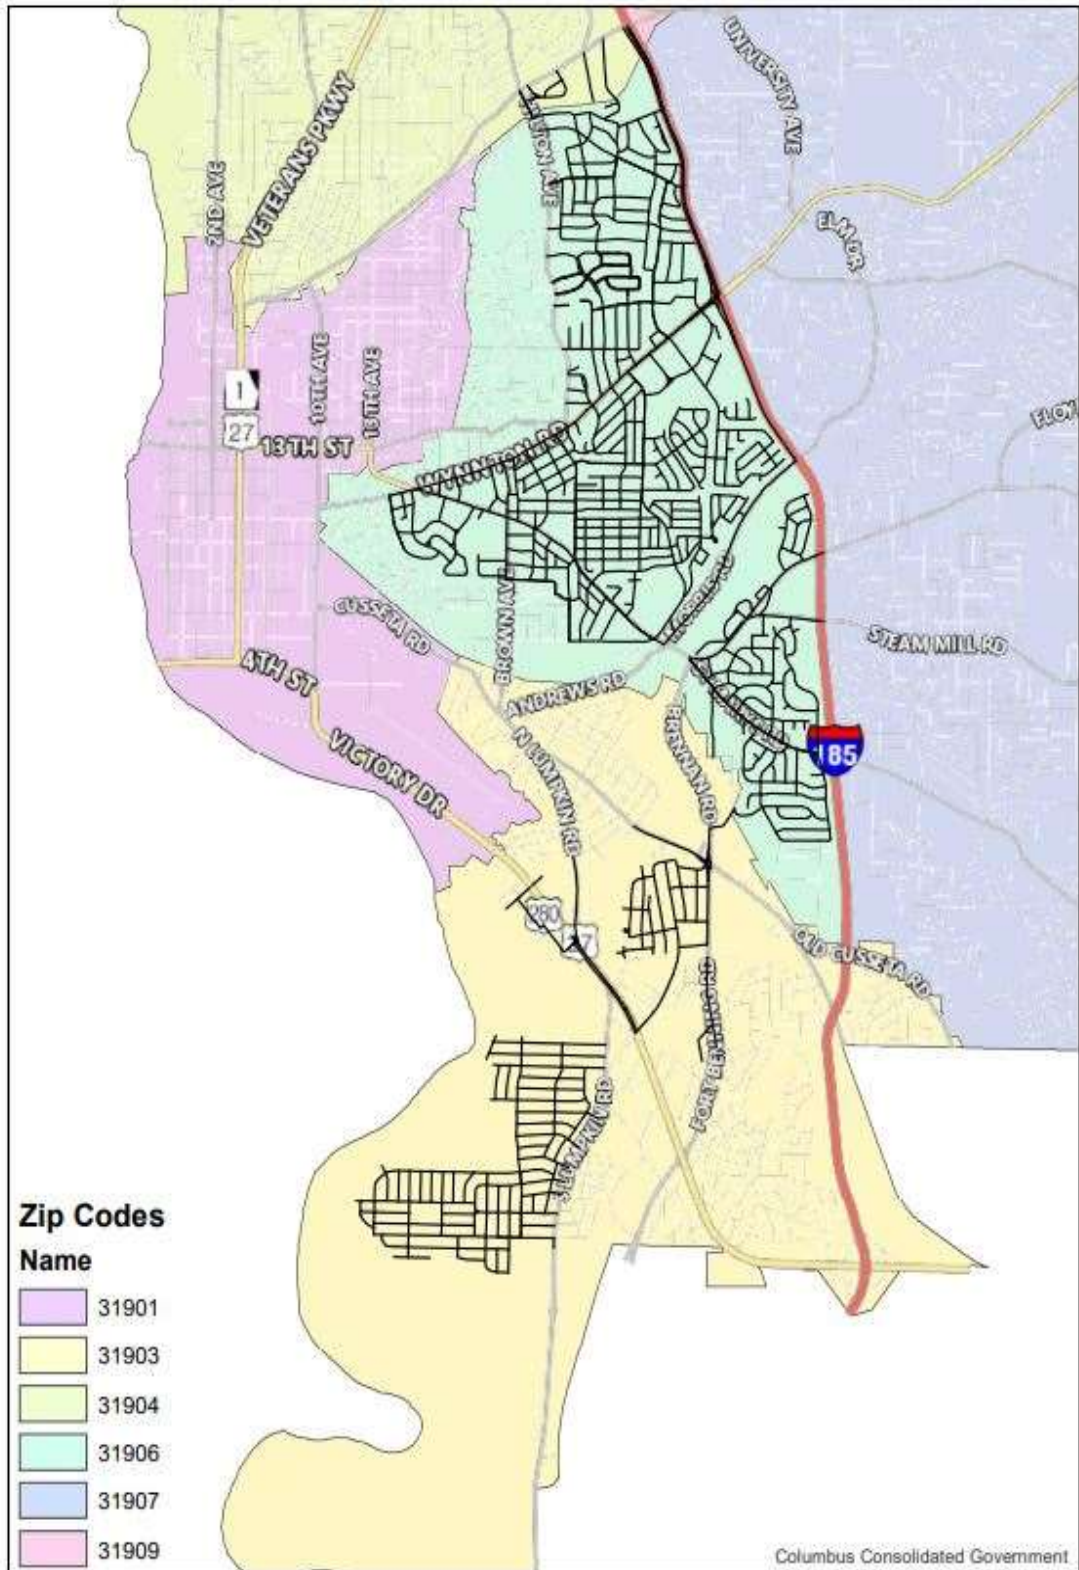 UNIVERSITY AVE
VETERANS PKWY
2ND AVE
ELM DR
10TH AVE
13TH AVE
1
27
13TH ST
WYNNTON RD
CUSSETA RD
BROWN AVE
STEAM MILL RD
4TH ST
ANDREWS RD
BRENNAN RD
N LUMPKIN RD
VICTORY DR
185
280
27
OLD CUSSETA RD
FORT BENNING RD
S LUMPKIN RD
Zip Codes
Name
31901
31903
31904
31906
31907
31909
Columbus Consolidated Government